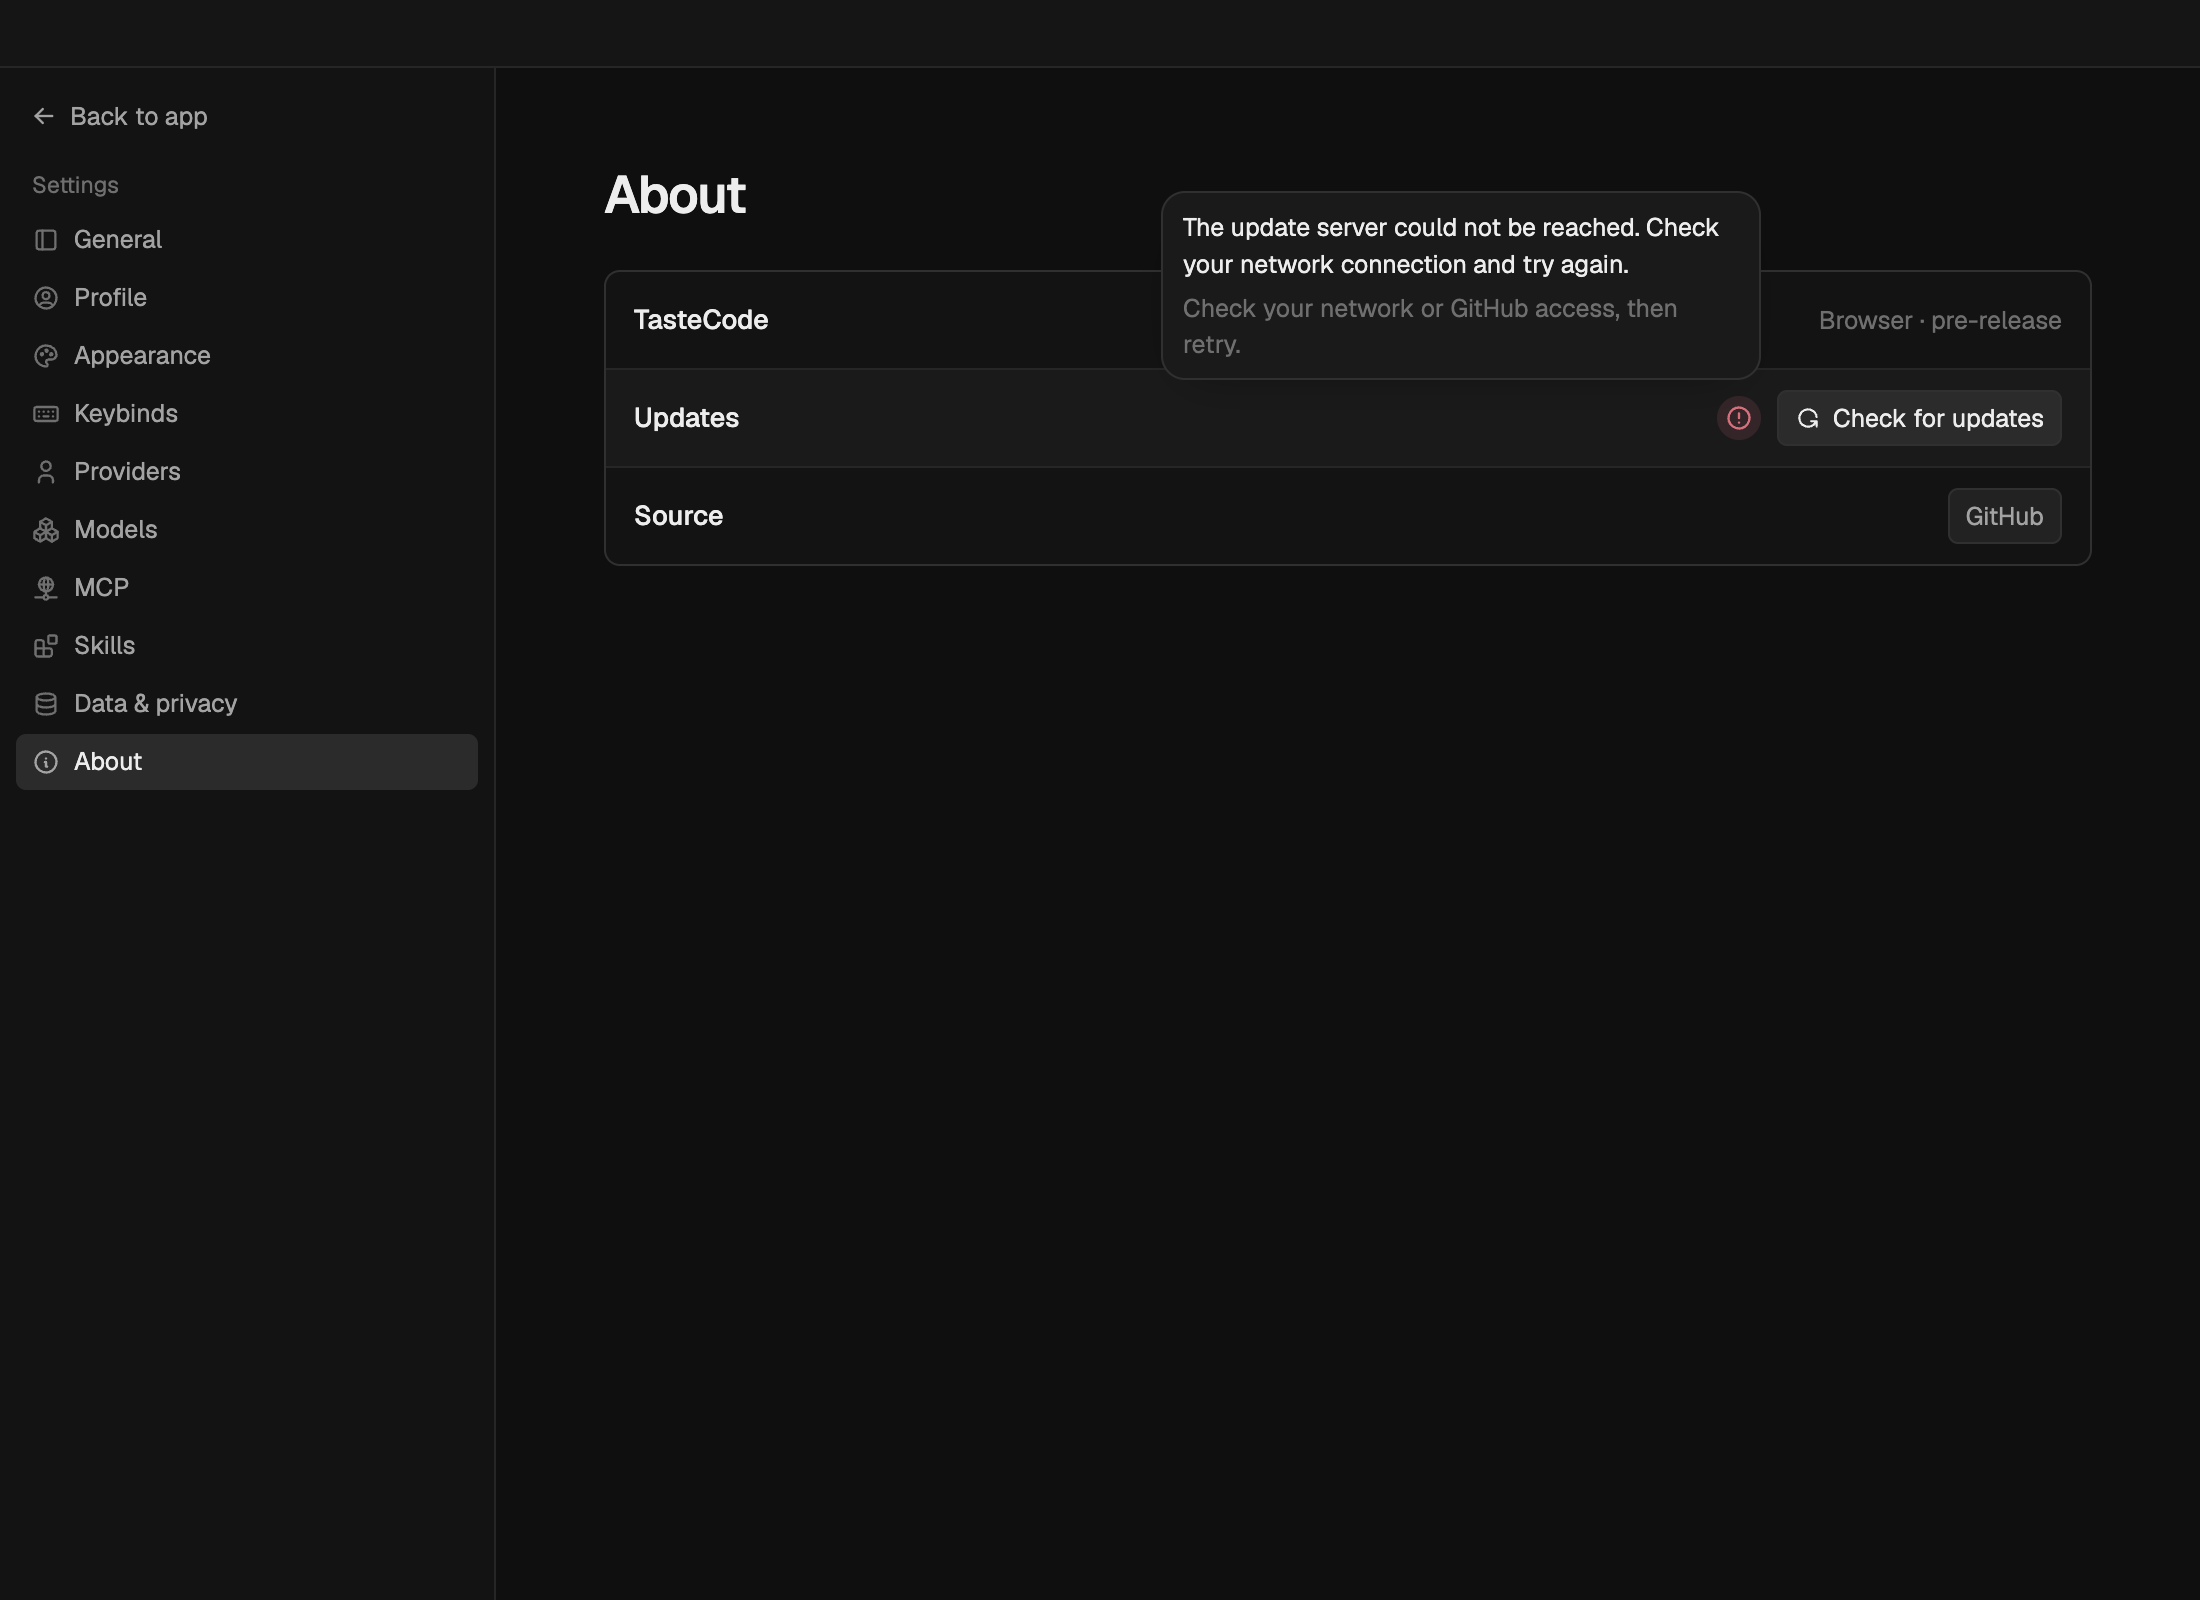 Back to app
Settings
General
Profile
Appearance
Keybinds
Providers
Models
MCP
Skills
Data & privacy
About
About
The update server could not be reached. Check
your network connection and try again.
Check your network or GitHub access, then
retry.
TasteCode
Browser · pre-release
Updates
Check for updates
Source
GitHub